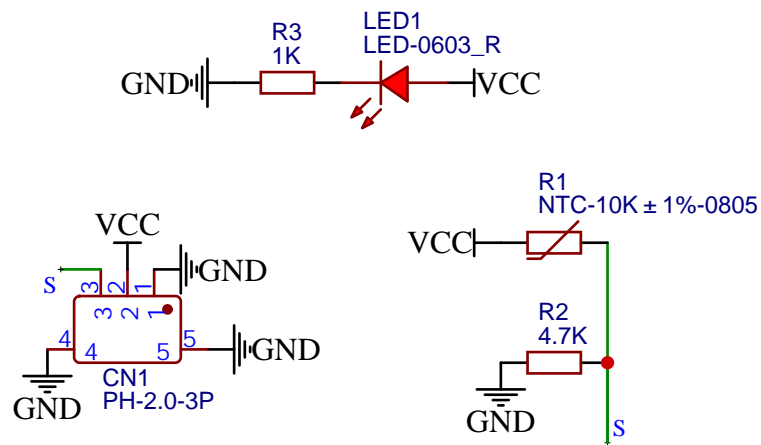 LED1
LED-0603_R
R3
1K
GND
VCC
R1
NTC-10K ± 1%-0805
VCC
VCC
GND
S
3
2
1
3
2
1
R2
4.7K
4
4
5
5
GND
CN1
PH-2.0-3P
GND
GND
S